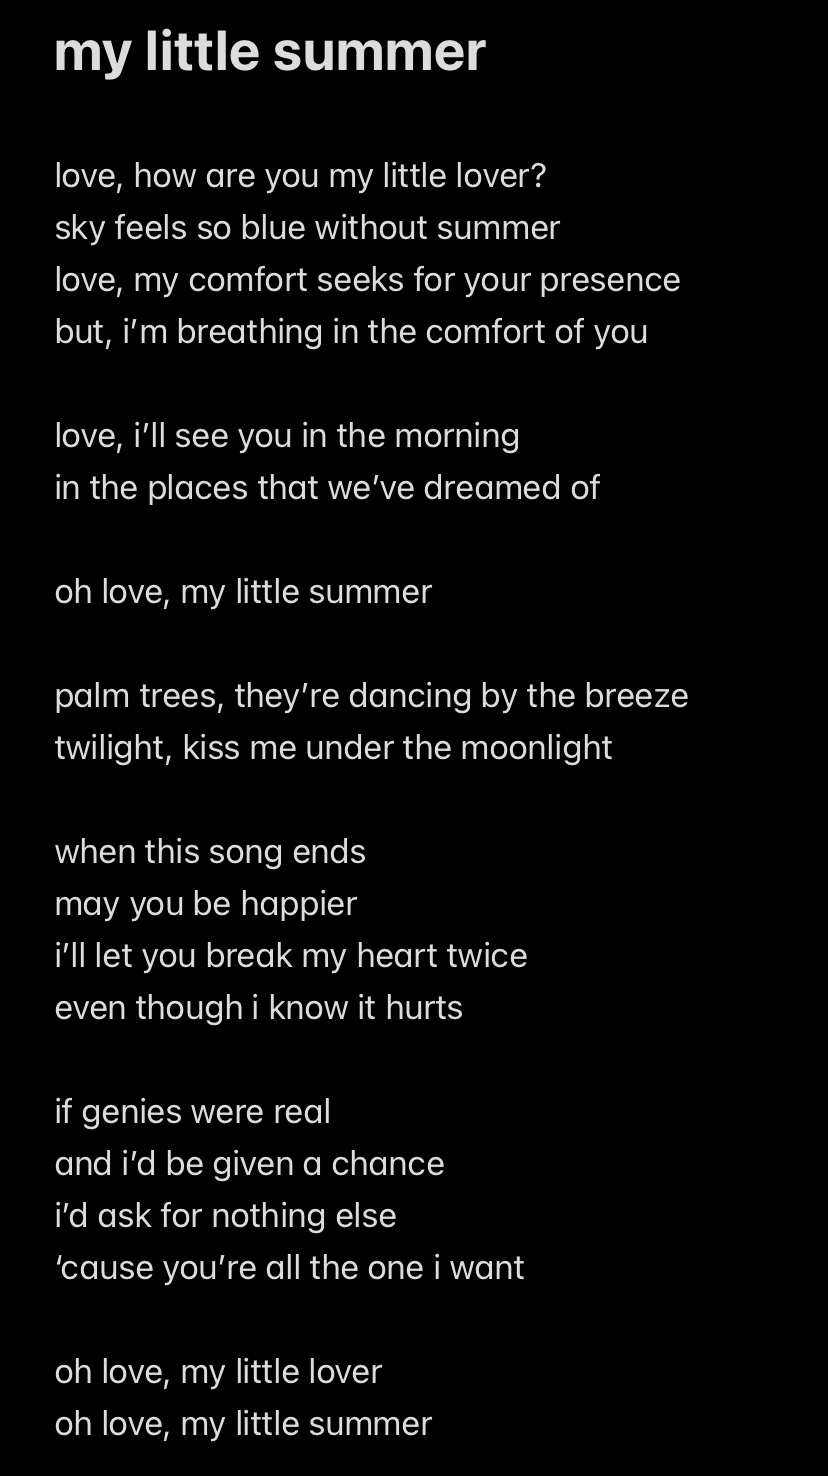 my little summer
love, how are you my little lover?
sky feels so blue without summer
love, my comfort seeks for your presence
but, i’m breathing in the comfort of you
love, i’ll see you in the morning
in the places that we’ve dreamed of
oh love, my little summer
palm trees, they’re dancing by the breeze
twilight, kiss me under the moonlight
when this song ends
may you be happier
i’ll let you break my heart twice
even though i know it hurts
if genies were real
and i’d be given a chance
i’d ask for nothing else
‘cause you’re all the one i want
oh love, my little lover
oh love, my little summer